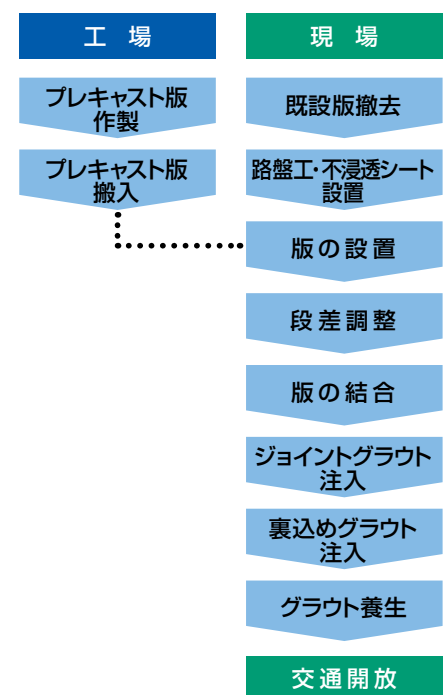 工 場
プレキャスト版
作製
プレキャスト版
搬入
現 場
既設版撤去
路盤工・不浸透シート
設置
版の設置
段差調整
版の結合
ジョイントグラウト
注入
裏込めグラウト
注入
グラウト養生
交通開放